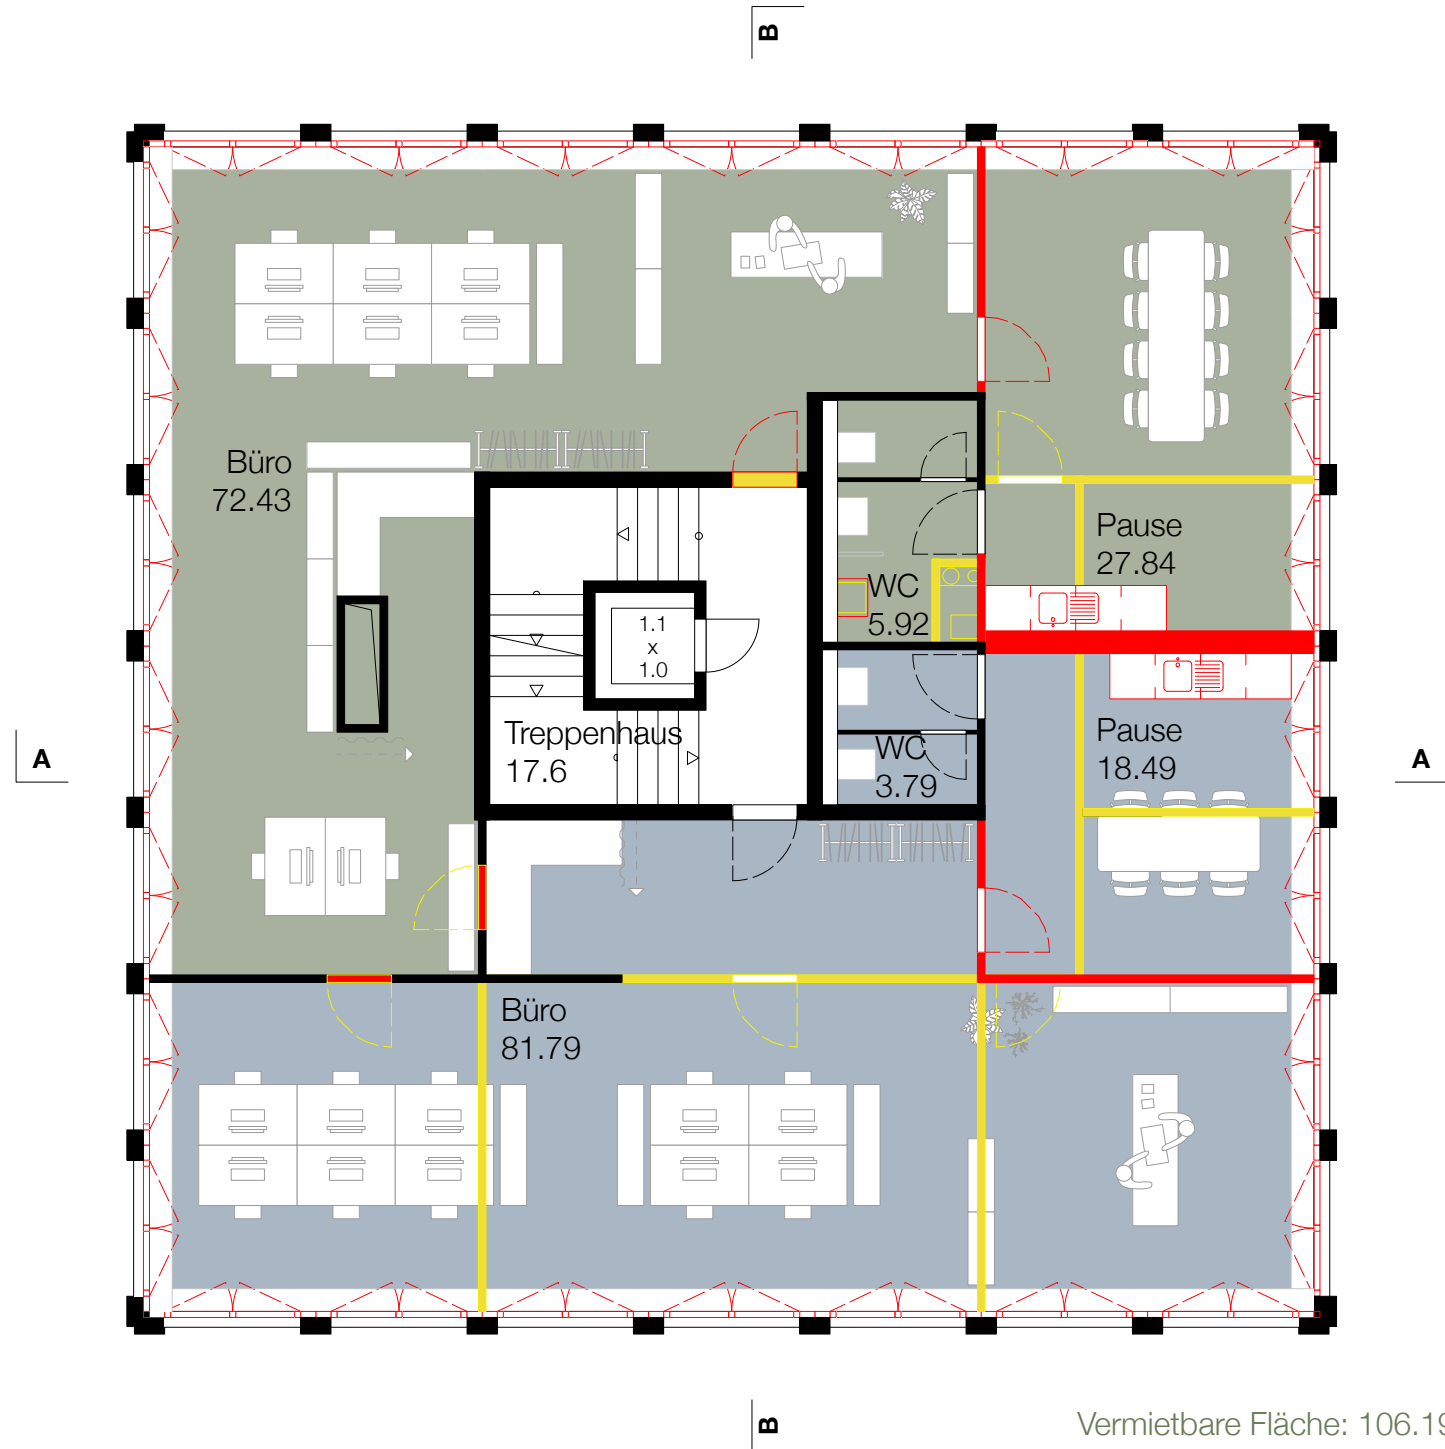 B
Büro
72.43
Pause
27.84
WC
5.92
1.1
x
1.0
Treppenhaus
17.6
Pause
18.49
WC
3.79
A
A
Büro
81.79
B
Vermietbare Fläche: 106.19